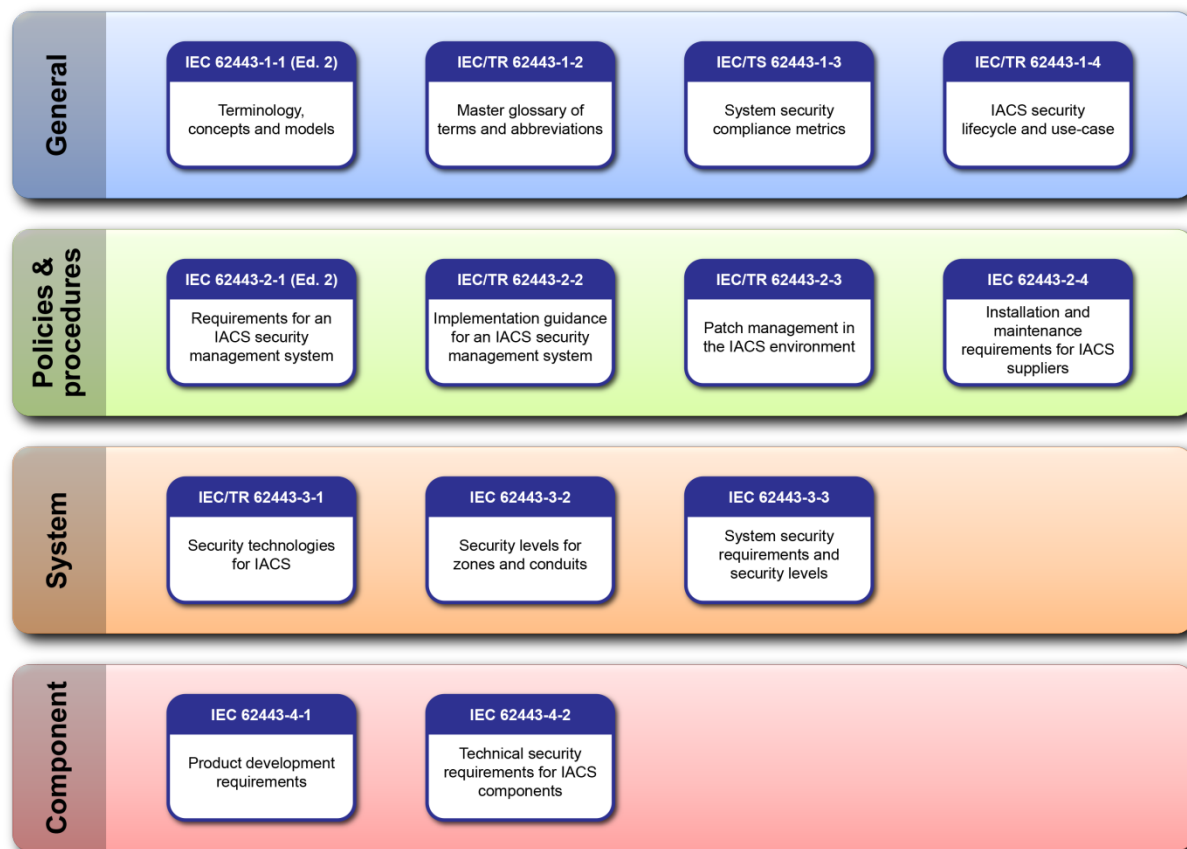 General
IEC 62443-1-1 (Ed. 2)
Terminology,
concepts and models
IEC/TR 62443-1-2
Master glossary of
terms and abbreviations
IEC/TS 62443-1-3
System security
compliance metrics
IEC/TR 62443-1-4
IACS security
lifecycle and use-case
Policies &
procedures
IEC 62443-2-1 (Ed. 2)
Requirements for an
IACS security
management system
IEC/TR 62443-2-2
Implementation guidance
for an IACS security
management system
IEC/TR 62443-2-3
Patch management in
the IACS environment
IEC 62443-2-4
Installation and
maintenance
requirements for IACS
suppliers
System
IEC/TR 62443-3-1
Security technologies
for IACS
IEC 62443-3-2
Security levels for
zones and conduits
IEC 62443-3-3
System security
requirements and
security levels
Component
IEC 62443-4-1
Product development
requirements
IEC 62443-4-2
Technical security
requirements for IACS
components